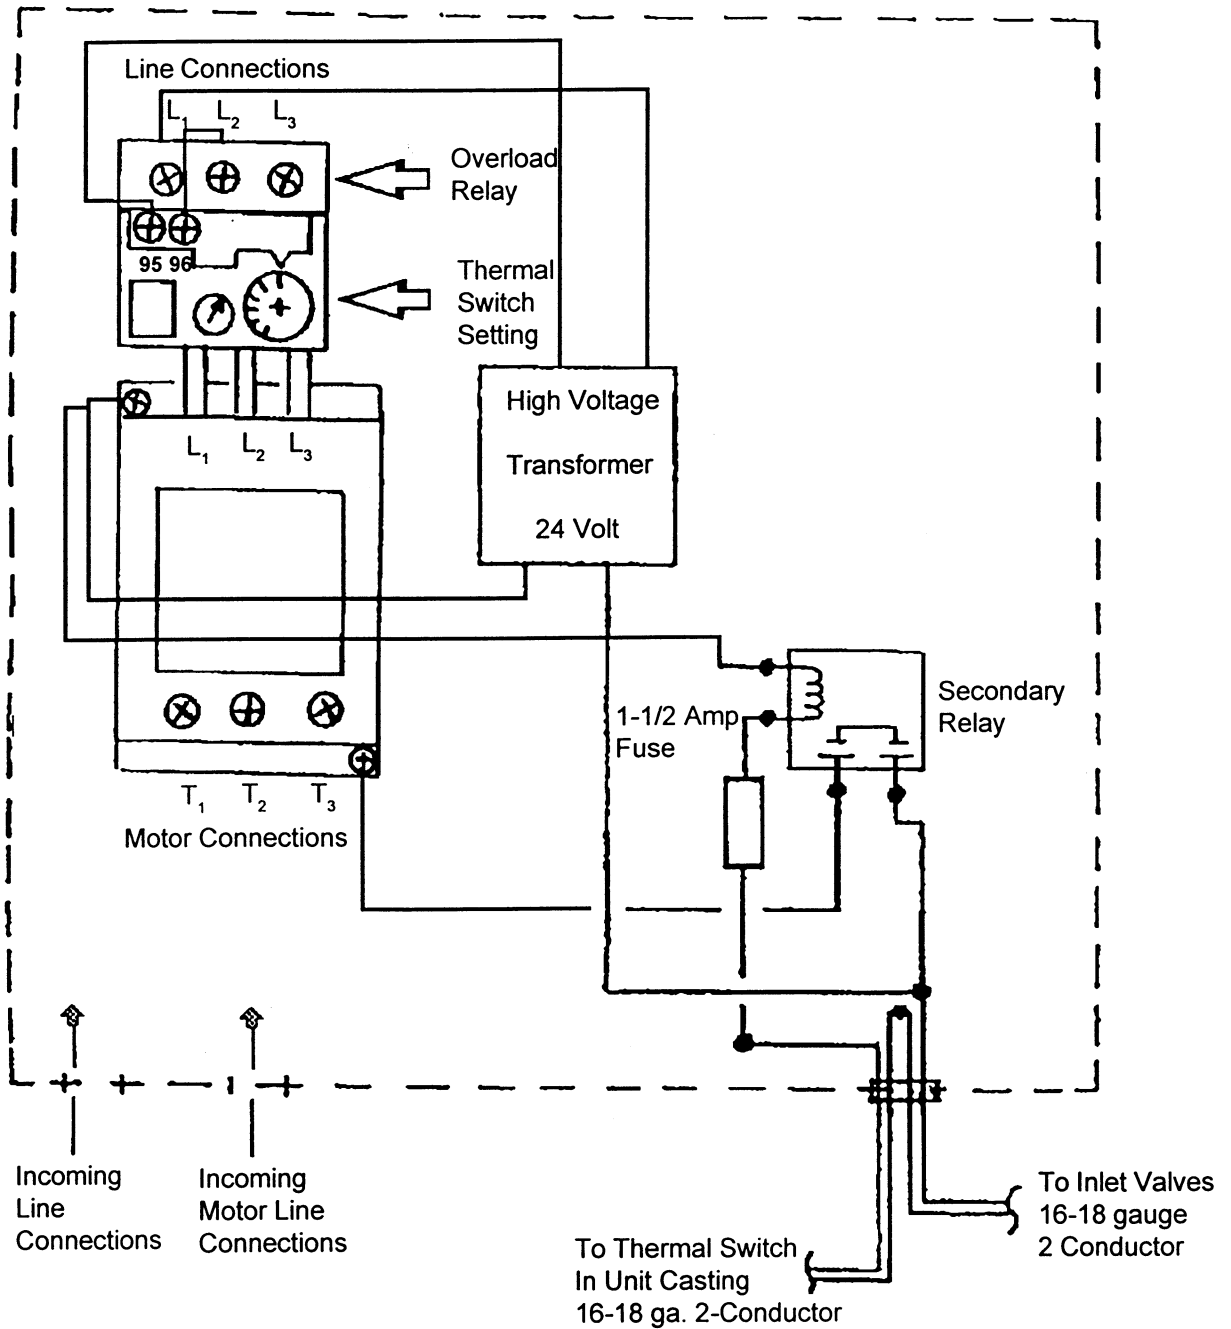 Line Connections
L1 L2 L3
Overload
Relay
95 96
Thermal
Switch
Setting
High Voltage
Transformer
24 Volt
L1 L2 L3
Secondary
Relay
1-1/2 Amp
Fuse
T1 T2 T3
Motor Connections
Incoming
Line
Connections
Incoming
Motor Line
Connections
To Inlet Valves
16-18 gauge
2 Conductor
To Thermal Switch
In Unit Casting
16-18 ga. 2-Conductor